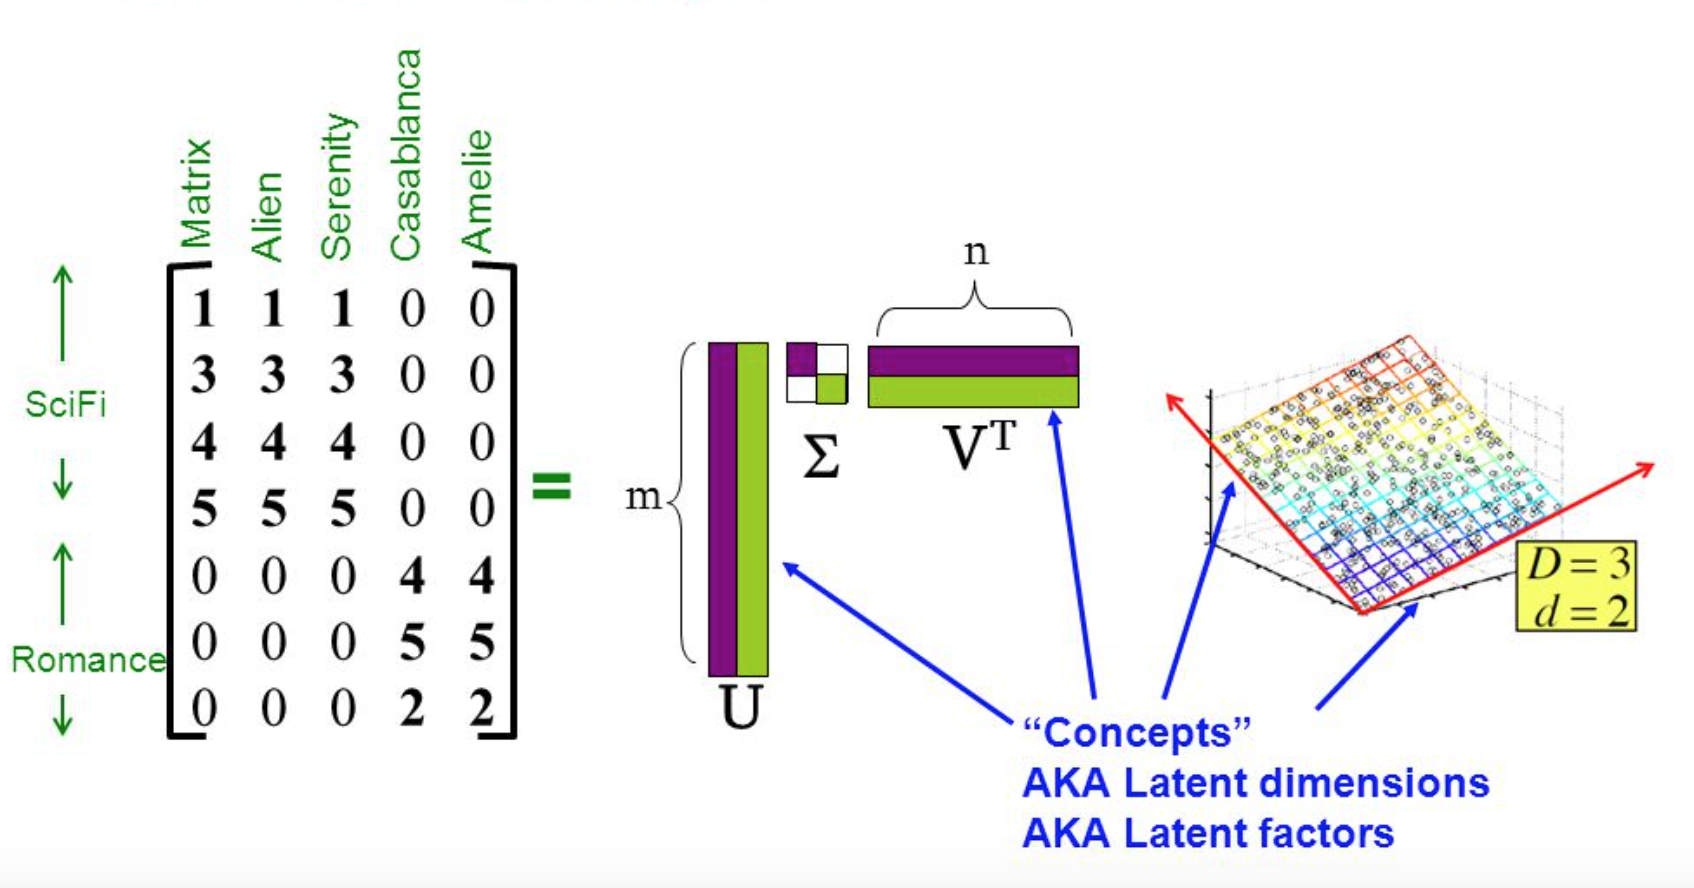 Matrix
Alien
Serenity
Casablanca
Amelie
SciFi
Romance
1 1 1 0 0
3 3 3 0 0
4 4 4 0 0
5 5 5 0 0
0 0 0 4 4
0 0 0 5 5
0 0 0 2 2
=
m
U
Σ
n
V^T
D = 3
d = 2
“Concepts”
AKA Latent dimensions
AKA Latent factors